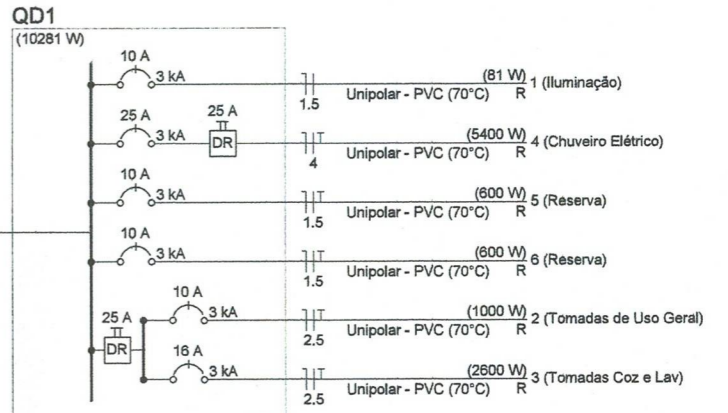 QD1
(10281 W)
10 A
3 kA
1.5
Unipolar - PVC (70°C)
(81 W)
R
1 (Iluminação)
25 A
3 kA
25 A
DR
4
Unipolar - PVC (70°C)
(5400 W)
R
4 (Chuveiro Elétrico)
10 A
3 kA
1.5
Unipolar - PVC (70°C)
(600 W)
R
5 (Reserva)
10 A
3 kA
1.5
Unipolar - PVC (70°C)
(600 W)
R
6 (Reserva)
25 A
DR
10 A
3 kA
2.5
Unipolar - PVC (70°C)
(1000 W)
R
2 (Tomadas de Uso Geral)
16 A
3 kA
2.5
Unipolar - PVC (70°C)
(2600 W)
R
3 (Tomadas Coz e Lav)